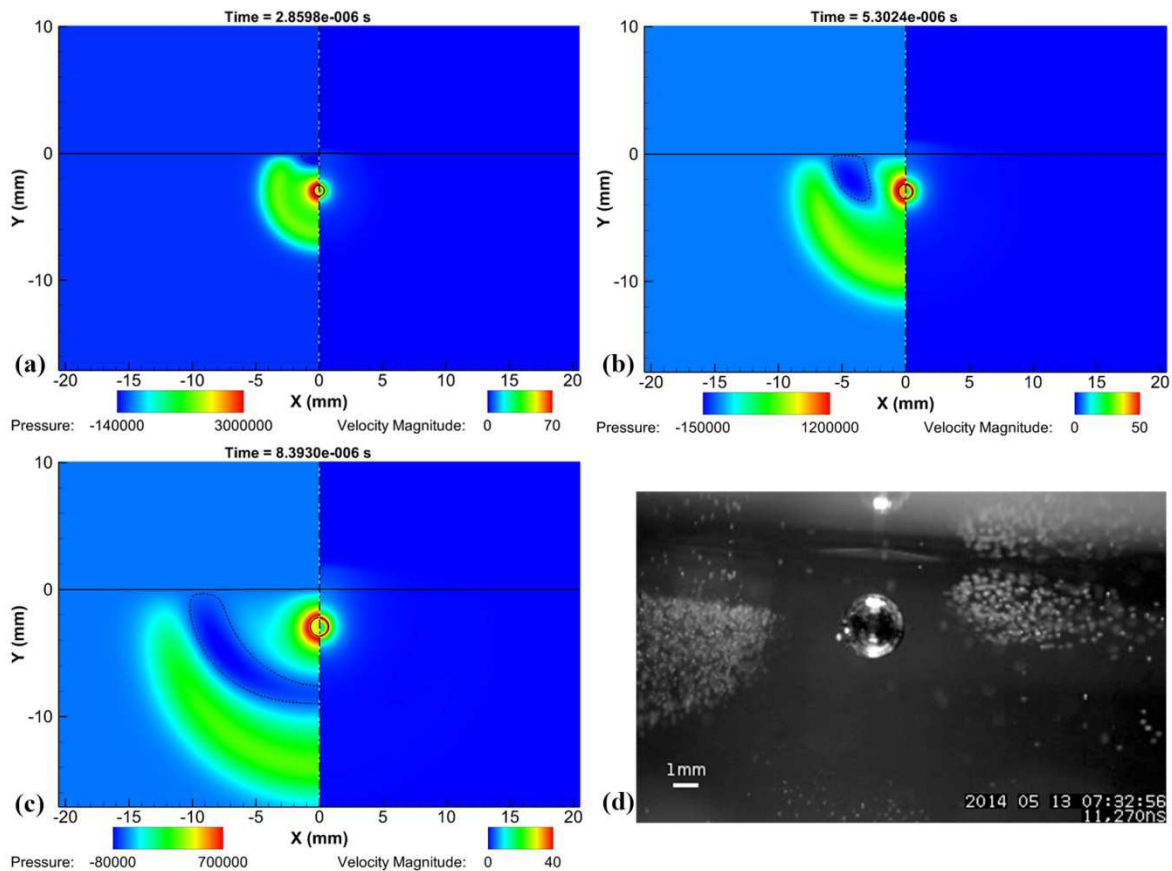 Time = 2.8598e-006 s
10
0
-10
Y (mm)
-20 -15 -10 -5 0 5 10 15 20
X (mm)
(a)
Pressure: -140000 3000000 Velocity Magnitude: 0 70
Time = 5.3024e-006 s
10
0
-10
Y (mm)
-20 -15 -10 -5 0 5 10 15 20
X (mm)
(b)
Pressure: -150000 1200000 Velocity Magnitude: 0 50
Time = 8.3930e-006 s
10
0
-10
Y (mm)
-20 -15 -10 -5 0 5 10 15 20
X (mm)
(c)
Pressure: -80000 700000 Velocity Magnitude: 0 40
1mm
(d)
2014 05 13 07:32:56
11,270ns